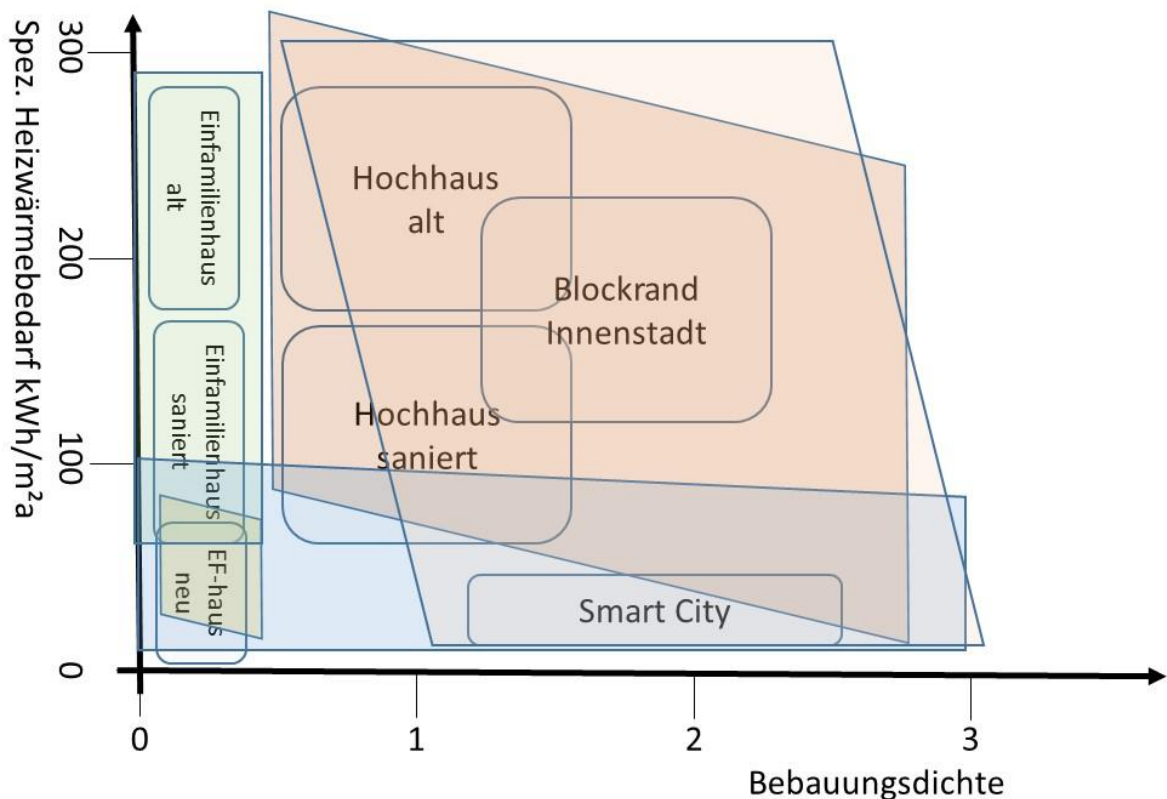 Spez. Heizwärmebedarf kWh/m²a
300
200
100
0
Einfamilienhaus
alt
Einfamilienhaus
saniert
EF-haus
neu
Hochhaus
alt
Hochhaus
saniert
Blockrand
Innenstadt
Smart City
0
1
2
3
Bebauungsdichte